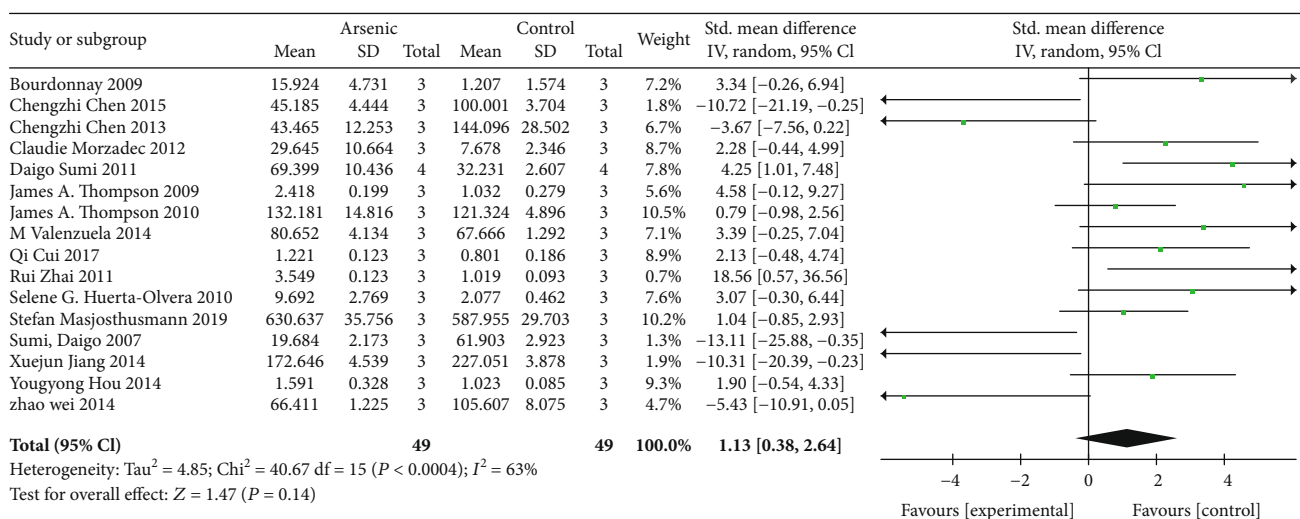 Study or subgroup Arsenic Control Weight Std. mean difference Std. mean difference
Mean SD Total Mean SD Total IV, random, 95% Cl IV, random, 95% Cl
Bourdonnay 2009 15.924 4.731 3 1.207 1.574 3 7.2% 3.34 [−0.26, 6.94]
Chengzhi Chen 2015 45.185 4.444 3 100.001 3.704 3 1.8% −10.72 [−21.19, −0.25]
Chengzhi Chen 2013 43.465 12.253 3 144.096 28.502 3 6.7% −3.67 [−7.56, 0.22]
Claudie Morzadec 2012 29.645 10.664 3 7.678 2.346 3 8.7% 2.28 [−0.44, 4.99]
Daigo Sumi 2011 69.399 10.436 4 32.231 2.607 4 7.8% 4.25 [1.01, 7.48]
James A. Thompson 2009 2.418 0.199 3 1.032 0.279 3 5.6% 4.58 [−0.12, 9.27]
James A. Thompson 2010 132.181 14.816 3 121.324 4.896 3 10.5% 0.79 [−0.98, 2.56]
M Valenzuela 2014 80.652 4.134 3 67.666 1.292 3 7.1% 3.39 [−0.25, 7.04]
Qi Cui 2017 1.221 0.123 3 0.801 0.186 3 8.9% 2.13 [−0.48, 4.74]
Rui Zhai 2011 3.549 0.123 3 1.019 0.093 3 0.7% 18.56 [0.57, 36.56]
Selene G. Huerta-Olvera 2010 9.692 2.769 3 2.077 0.462 3 7.6% 3.07 [−0.30, 6.44]
Stefan Masjosthusmann 2019 630.637 35.756 3 587.955 29.703 3 10.2% 1.04 [−0.85, 2.93]
Sumi, Daigo 2007 19.684 2.173 3 61.903 2.923 3 1.3% −13.11 [−25.88, −0.35]
Xuejun Jiang 2014 172.646 4.539 3 227.051 3.878 3 1.9% −10.31 [−20.39, −0.23]
Yougyong Hou 2014 1.591 0.328 3 1.023 0.085 3 9.3% 1.90 [−0.54, 4.33]
zhao wei 2014 66.411 1.225 3 105.607 8.075 3 4.7% −5.43 [−10.91, 0.05]
Total (95% Cl) 49 49 100.0% 1.13 [0.38, 2.64]
Heterogeneity: Tau² = 4.85; Chi² = 40.67 df = 15 (P < 0.0004); I² = 63%
Test for overall effect: Z = 1.47 (P = 0.14)
−4 −2 0 2 4
Favours [experimental] Favours [control]